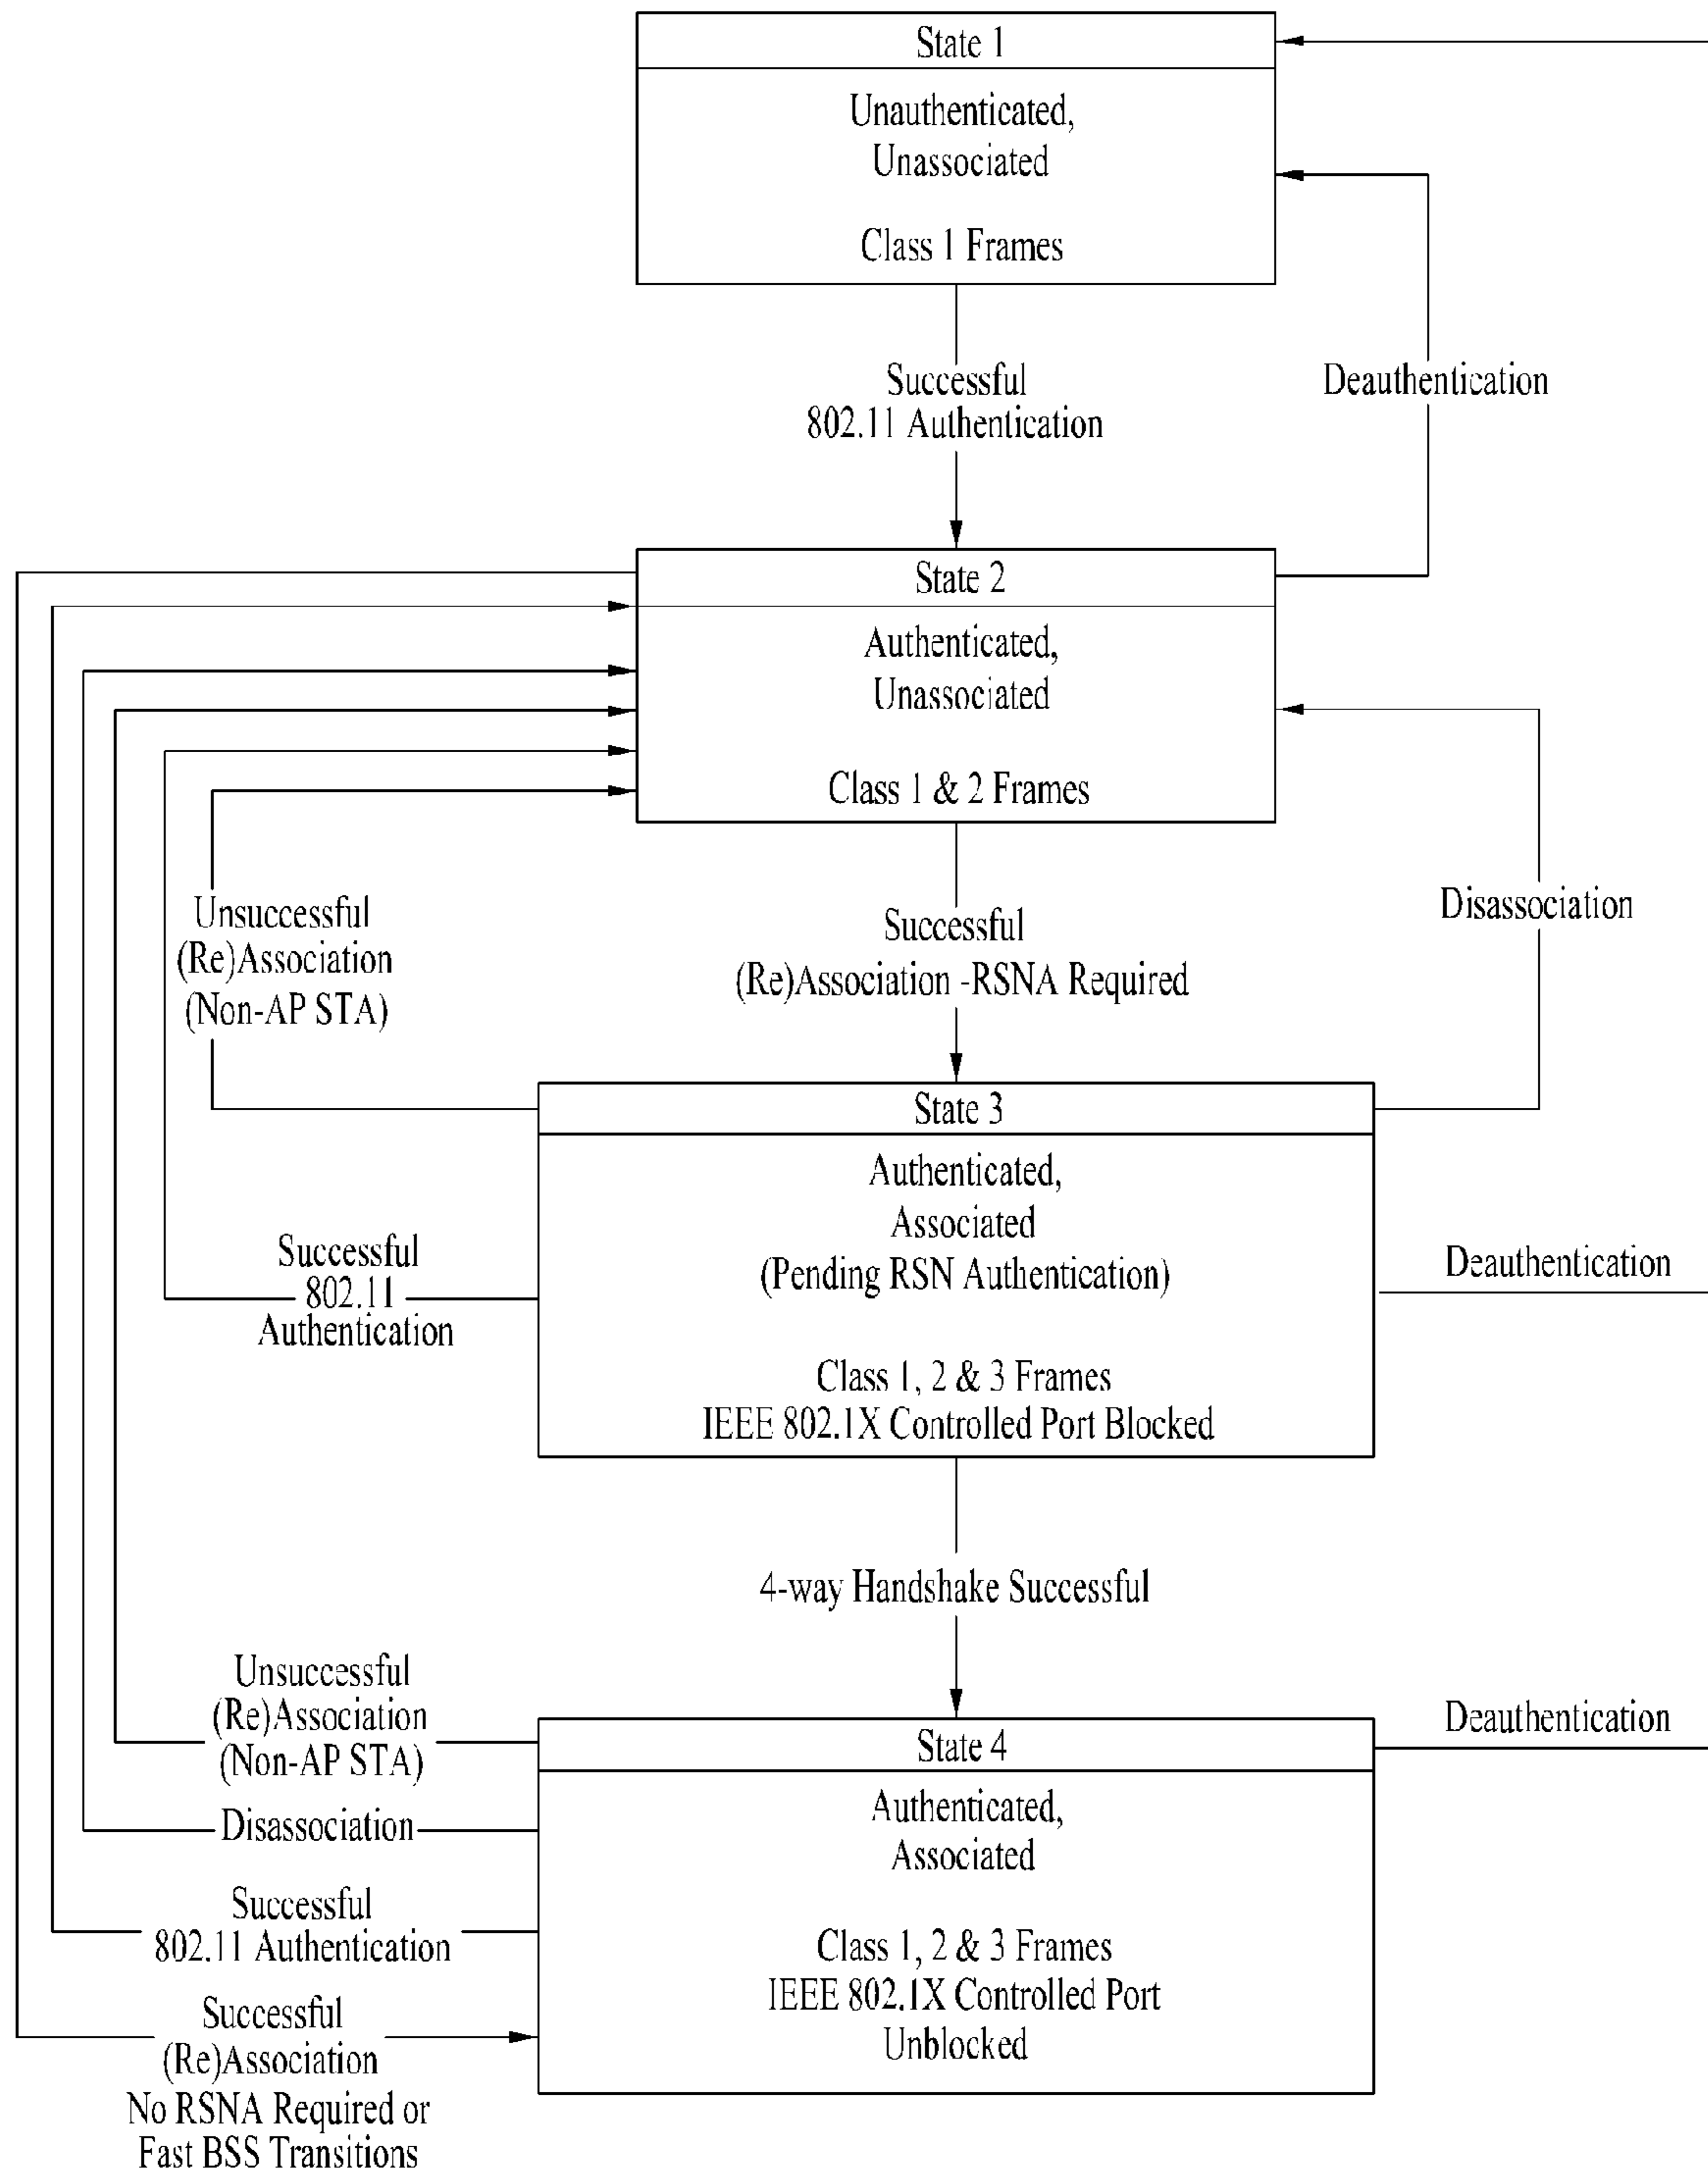 State 1
Unauthenticated,
Unassociated
Class 1 Frames
Successful
802.11 Authentication
Deauthentication
State 2
Authenticated,
Unassociated
Class 1 & 2 Frames
Unsuccessful
(Re)Association
(Non-AP STA)
Successful
(Re)Association -RSNA Required
Disassociation
State 3
Authenticated,
Associated
(Pending RSN Authentication)
Class 1, 2 & 3 Frames
IEEE 802.1X Controlled Port Blocked
Successful
802.11
Authentication
Deauthentication
4-way Handshake Successful
Unsuccessful
(Re)Association
(Non-AP STA)
Disassociation
Successful
802.11 Authentication
Successful
(Re)Association
No RSNA Required or
Fast BSS Transitions
State 4
Authenticated,
Associated
Class 1, 2 & 3 Frames
IEEE 802.1X Controlled Port
Unblocked
Deauthentication